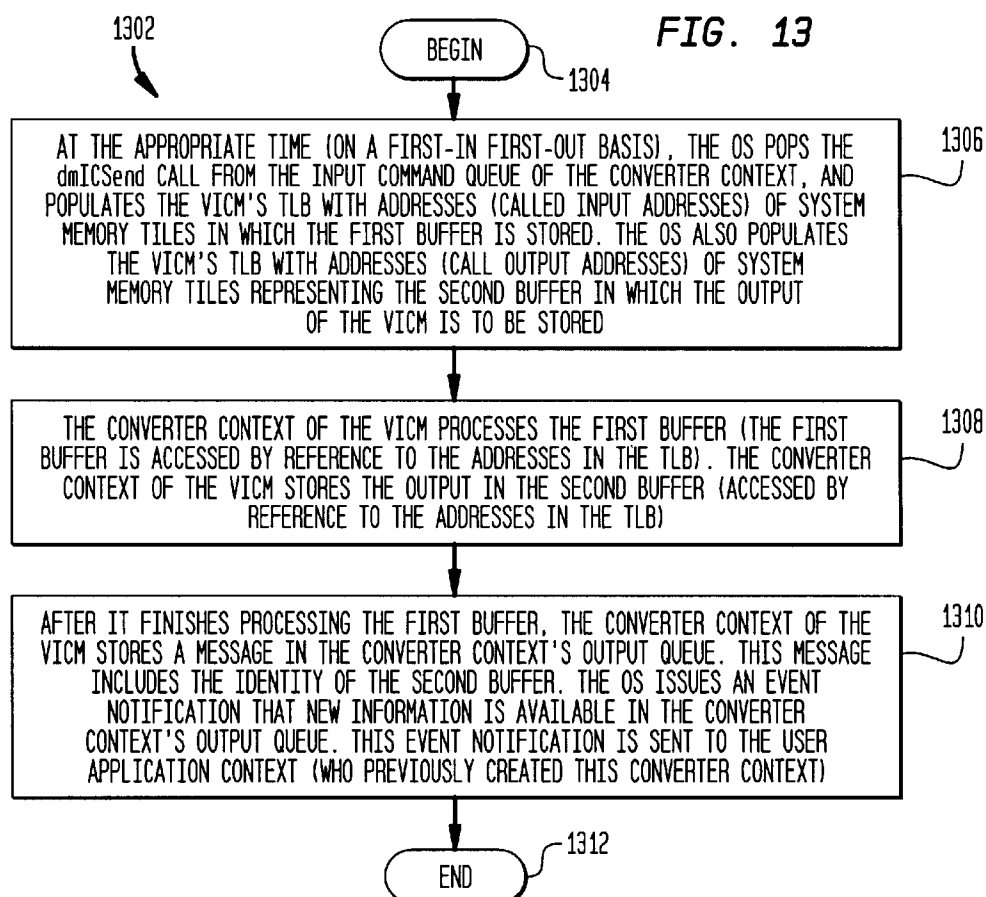 1302
FIG. 13
BEGIN
1304
AT THE APPROPRIATE TIME (ON A FIRST-IN FIRST-OUT BASIS), THE OS POPS THE
dmICSend CALL FROM THE INPUT COMMAND QUEUE OF THE CONVERTER CONTEXT, AND
POPULATES THE VICM'S TLB WITH ADDRESSES (CALLED INPUT ADDRESSES) OF SYSTEM
MEMORY TILES IN WHICH THE FIRST BUFFER IS STORED. THE OS ALSO POPULATES
THE VICM'S TLB WITH ADDRESSES (CALL OUTPUT ADDRESSES) OF SYSTEM
MEMORY TILES REPRESENTING THE SECOND BUFFER IN WHICH THE OUTPUT
OF THE VICM IS TO BE STORED
1306
THE CONVERTER CONTEXT OF THE VICM PROCESSES THE FIRST BUFFER (THE FIRST
BUFFER IS ACCESSED BY REFERENCE TO THE ADDRESSES IN THE TLB). THE CONVERTER
CONTEXT OF THE VICM STORES THE OUTPUT IN THE SECOND BUFFER (ACCESSED BY
REFERENCE TO THE ADDRESSES IN THE TLB)
1308
AFTER IT FINISHES PROCESSING THE FIRST BUFFER, THE CONVERTER CONTEXT OF THE
VICM STORES A MESSAGE IN THE CONVERTER CONTEXT'S OUTPUT QUEUE. THIS MESSAGE
INCLUDES THE IDENTITY OF THE SECOND BUFFER. THE OS ISSUES AN EVENT
NOTIFICATION THAT NEW INFORMATION IS AVAILABLE IN THE CONVERTER
CONTEXT'S OUTPUT QUEUE. THIS EVENT NOTIFICATION IS SENT TO THE USER
APPLICATION CONTEXT (WHO PREVIOUSLY CREATED THIS CONVERTER CONTEXT)
1310
1312
END